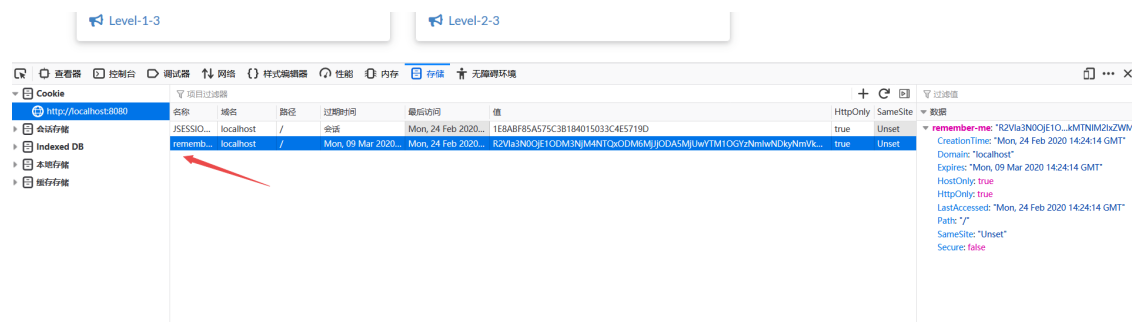 Level-1-3 Level-2-3
查看器 控制台 调试器 网络 {} 样式编辑器 性能 内存 存储 无障碍环境
Cookie 项目过滤器 过滤值
http://localhost:8080 名称 域名 路径 过期时间 最后访问 值 HttpOnly SameSite 数据
会话存储 JSESSIO... localhost / 会话 Mon, 24 Feb 2020... 1E8ABF85A575C3B184015033C4E5719D true Unset remember-me: "R2Vla3N0OjE1O...kMTNlM2IxZWM
Indexed DB rememb... localhost / Mon, 09 Mar 2020... Mon, 24 Feb 2020... R2Vla3N0OjE1ODM3NjM4NTQxODM6MjJjODA5MjUwYTM1OGYzNmIwNDkyNmVk... true Unset CreationTime: "Mon, 24 Feb 2020 14:24:14 GMT"
本地存储 Domain: "localhost"
缓存存储 Expires: "Mon, 09 Mar 2020 14:24:14 GMT"
HostOnly: true
HttpOnly: true
LastAccessed: "Mon, 24 Feb 2020 14:24:14 GMT"
Path: "/"
SameSite: "Unset"
Secure: false